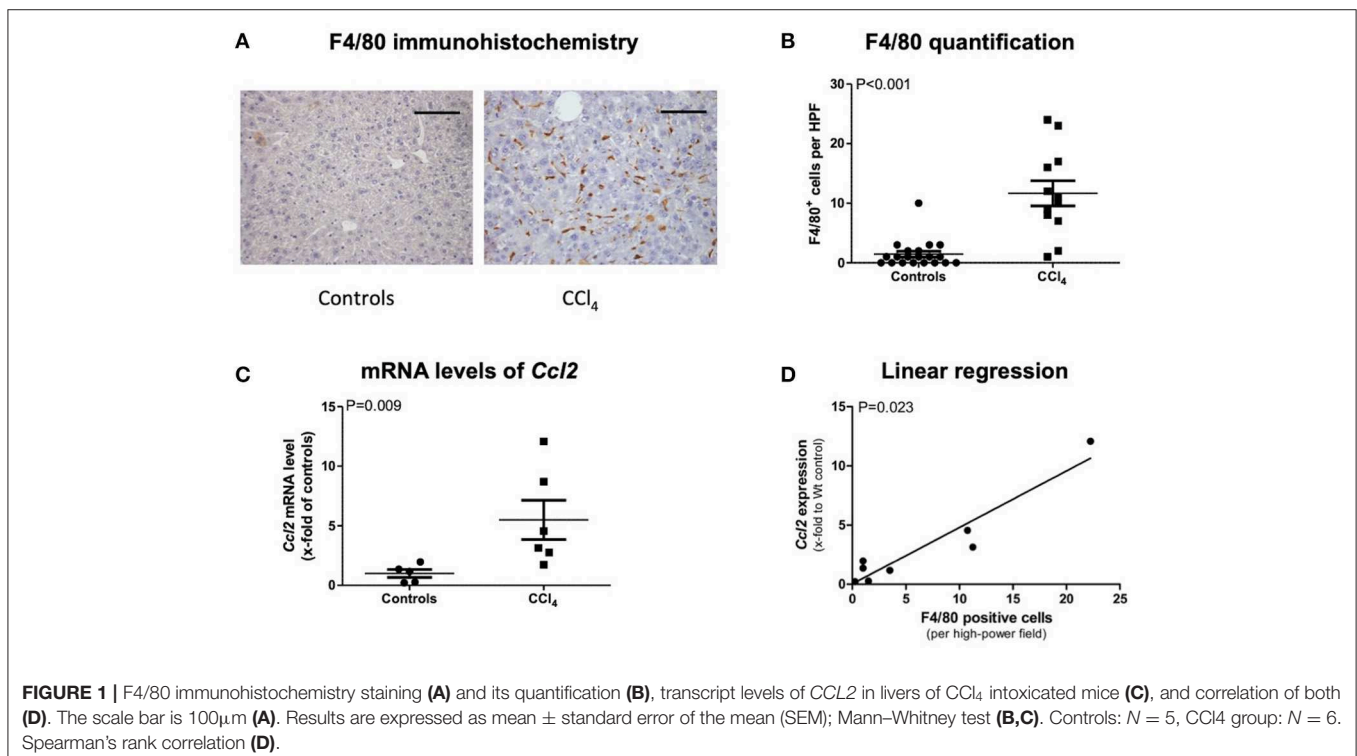 A F4/80 immunohistochemistry
Controls
CCl4
B F4/80 quantification
P<0.001
F4/80+ cells per HPF
30
20
10
0
Controls CCl4
C mRNA levels of Ccl2
P=0.009
Ccl2 mRNA level
(x-fold of controls)
15
10
5
0
Controls CCl4
D Linear regression
P=0.023
Ccl2 expression
(x-fold to Wt control)
15
10
5
0
0 5 10 15 20 25
F4/80 positive cells
(per high-power field)
FIGURE 1 | F4/80 immunohistochemistry staining (A) and its quantification (B), transcript levels of CCL2 in livers of CCl4 intoxicated mice (C), and correlation of both
(D). The scale bar is 100μm (A). Results are expressed as mean ± standard error of the mean (SEM); Mann–Whitney test (B,C). Controls: N = 5, CCl4 group: N = 6.
Spearman's rank correlation (D).